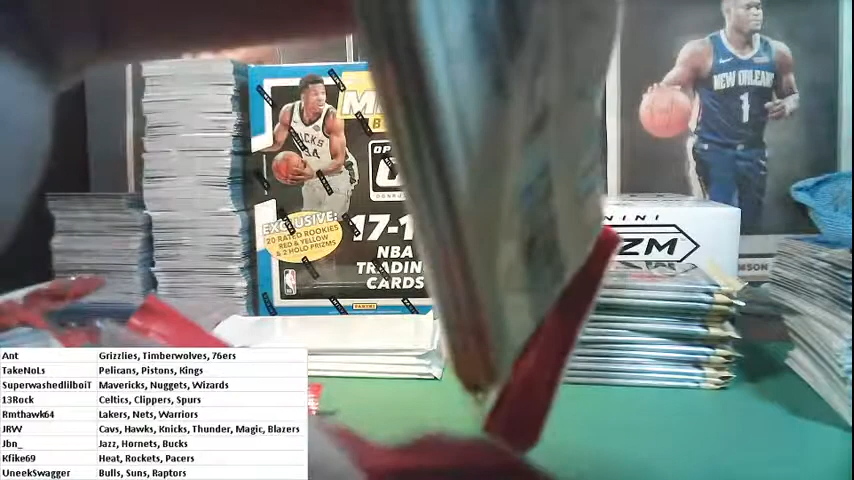 NEW ORLEANS
1
BUCKS
34
EXCLUSIVE:
20 RATED ROOKIES
RED & YELLOW
& 2 HOLO PRIZMS
17-1
NBA
TRADIN
CARDS
DONRUSS
PANINI
NINI
ZM
Ant Grizzlies, Timberwolves, 76ers
TakeNoLs Pelicans, Pistons, Kings
SuperwashedlilboiT Mavericks, Nuggets, Wizards
13Rock Celtics, Clippers, Spurs
Rmthawk64 Lakers, Nets, Warriors
JRW Cavs, Hawks, Knicks, Thunder, Magic, Blazers
Jbn_ Jazz, Hornets, Bucks
Kfike69 Heat, Rockets, Pacers
UneekSwagger Bulls, Suns, Raptors